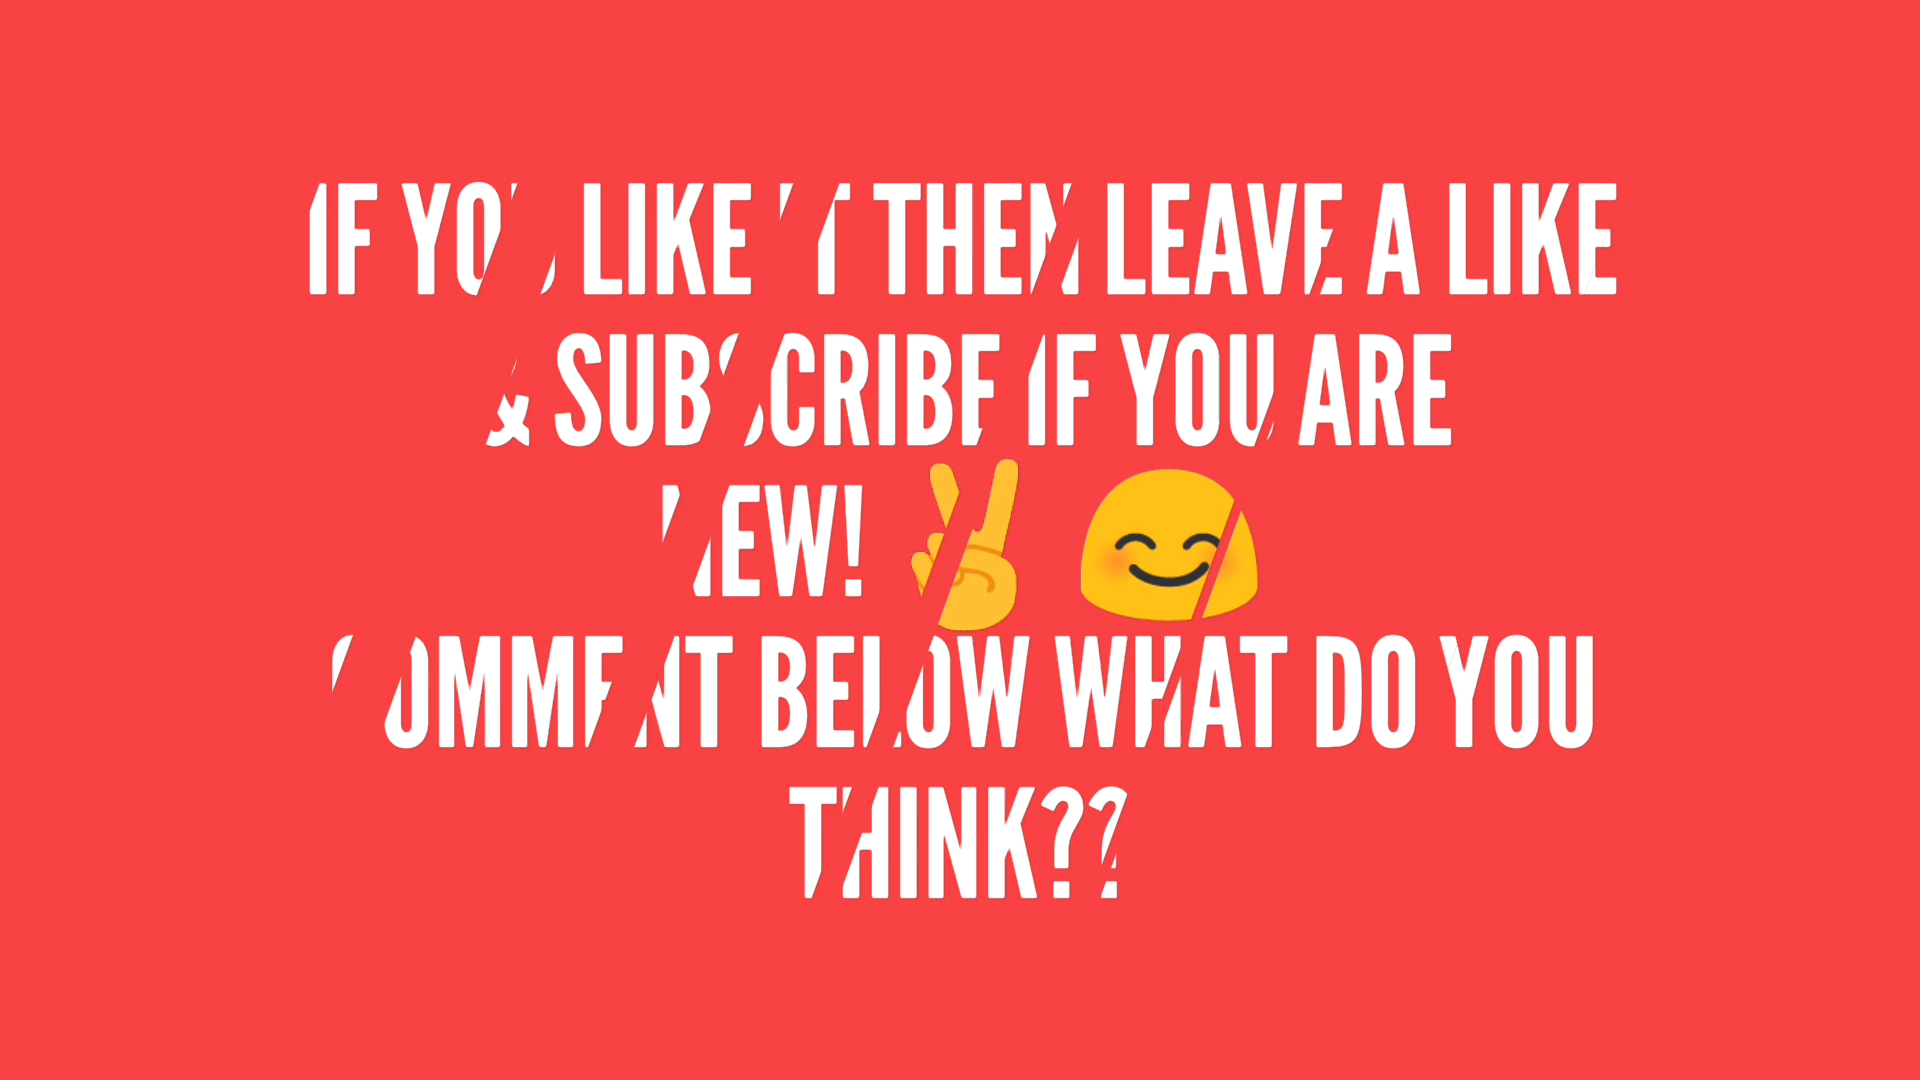 IF YOU LIKE IT THEN LEAVE A LIKE
& SUBSCRIBE IF YOU ARE
NEW! ✌😊
COMMENT BELOW WHAT DO YOU
THINK??